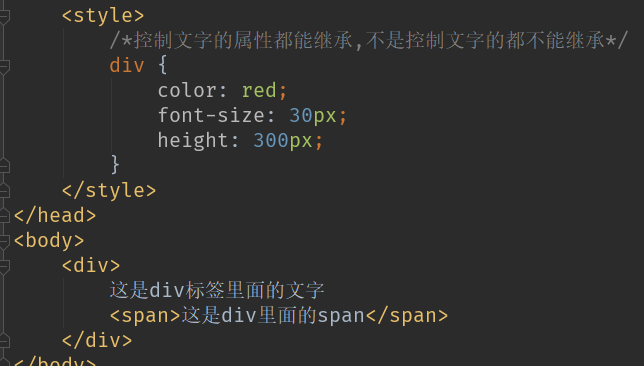 <style>
/*控制文字的属性都能继承,不是控制文字的都不能继承*/
div {
color: red;
font-size: 30px;
height: 300px;
}
</style>
</head>
<body>
<div>
这是div标签里面的文字
<span>这是div里面的span</span>
</div>
</body>